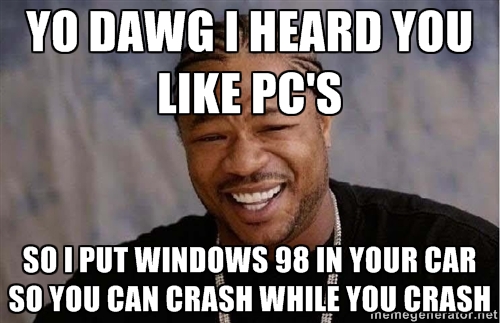 YO DAWG I HEARD YOU
LIKE PC'S
SO I PUT WINDOWS 98 IN YOUR CAR
SO YOU CAN CRASH WHILE YOU CRASH
memegenerator.net